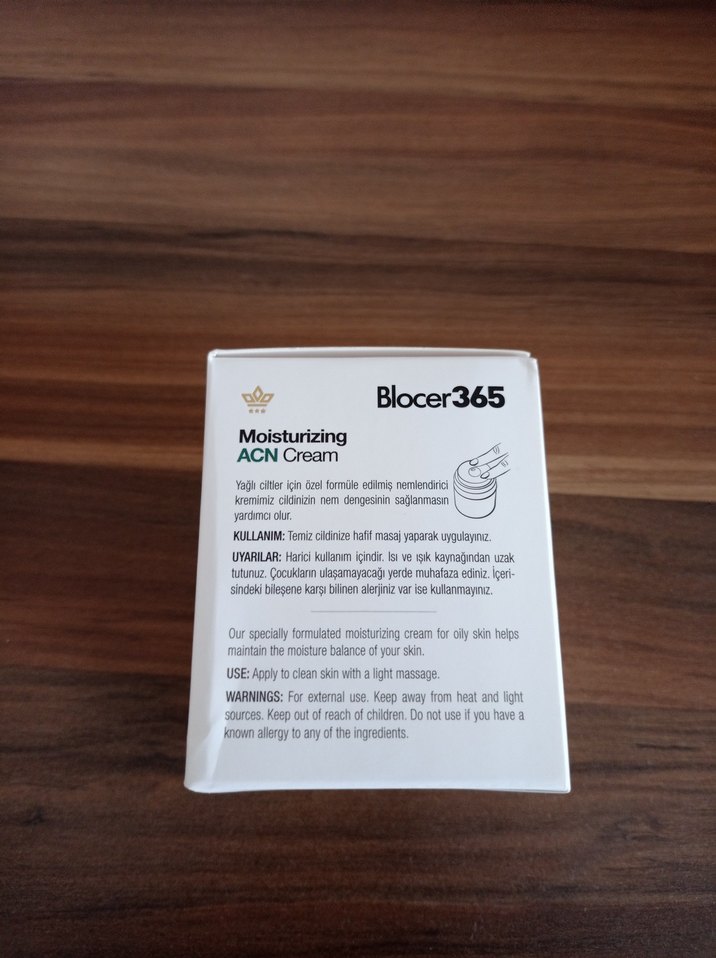 Blocer365
Moisturizing
ACN Cream
Yağlı ciltler için özel formüle edilmiş nemlendirici
kremimiz cildinizin nem dengesinin sağlanmasın
yardımcı olur.
KULLANIM: Temiz cildinize hafif masaj yaparak uygulayınız.
UYARILAR: Harici kullanım içindir. Isı ve ışık kaynağından uzak
tutunuz. Çocukların ulaşamayacağı yerde muhafaza ediniz. İçeri-
sindeki bileşene karşı bilinen alerjiniz var ise kullanmayınız.
Our specially formulated moisturizing cream for oily skin helps
maintain the moisture balance of your skin.
USE: Apply to clean skin with a light massage.
WARNINGS: For external use. Keep away from heat and light
sources. Keep out of reach of children. Do not use if you have a
known allergy to any of the ingredients.